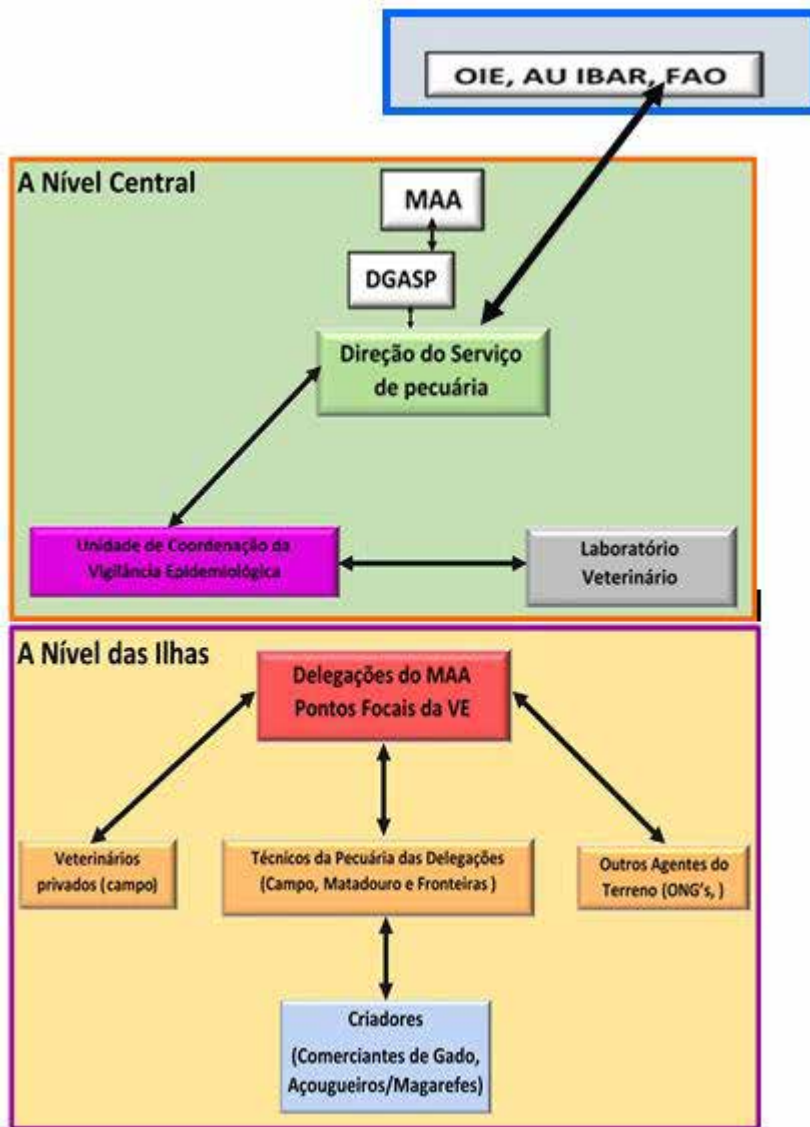 OIE, AU IBAR, FAO
A Nível Central
MAA
DGASP
Direção do Serviço
de pecuária
Unidade de Coordenação da
Vigilância Epidemiológica
Laboratório
Veterinário
A Nível das Ilhas
Delegações do MAA
Pontos Focais da VE
Veterinários
privados (campo)
Técnicos da Pecuária das Delegações
(Campo, Matadouro e Fronteiras )
Outros Agentes do
Terreno (ONG's, )
Criadores
(Comerciantes de Gado,
Açougueiros/Magarefes)